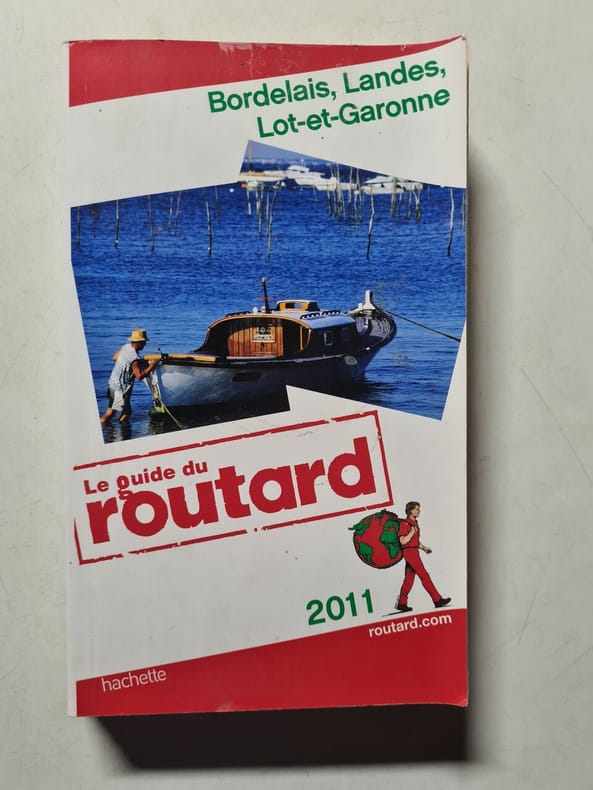 Bordelais, Landes,
Lot-et-Garonne
Le guide du
routard
2011
routard.com
hachette